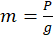 m = P/g